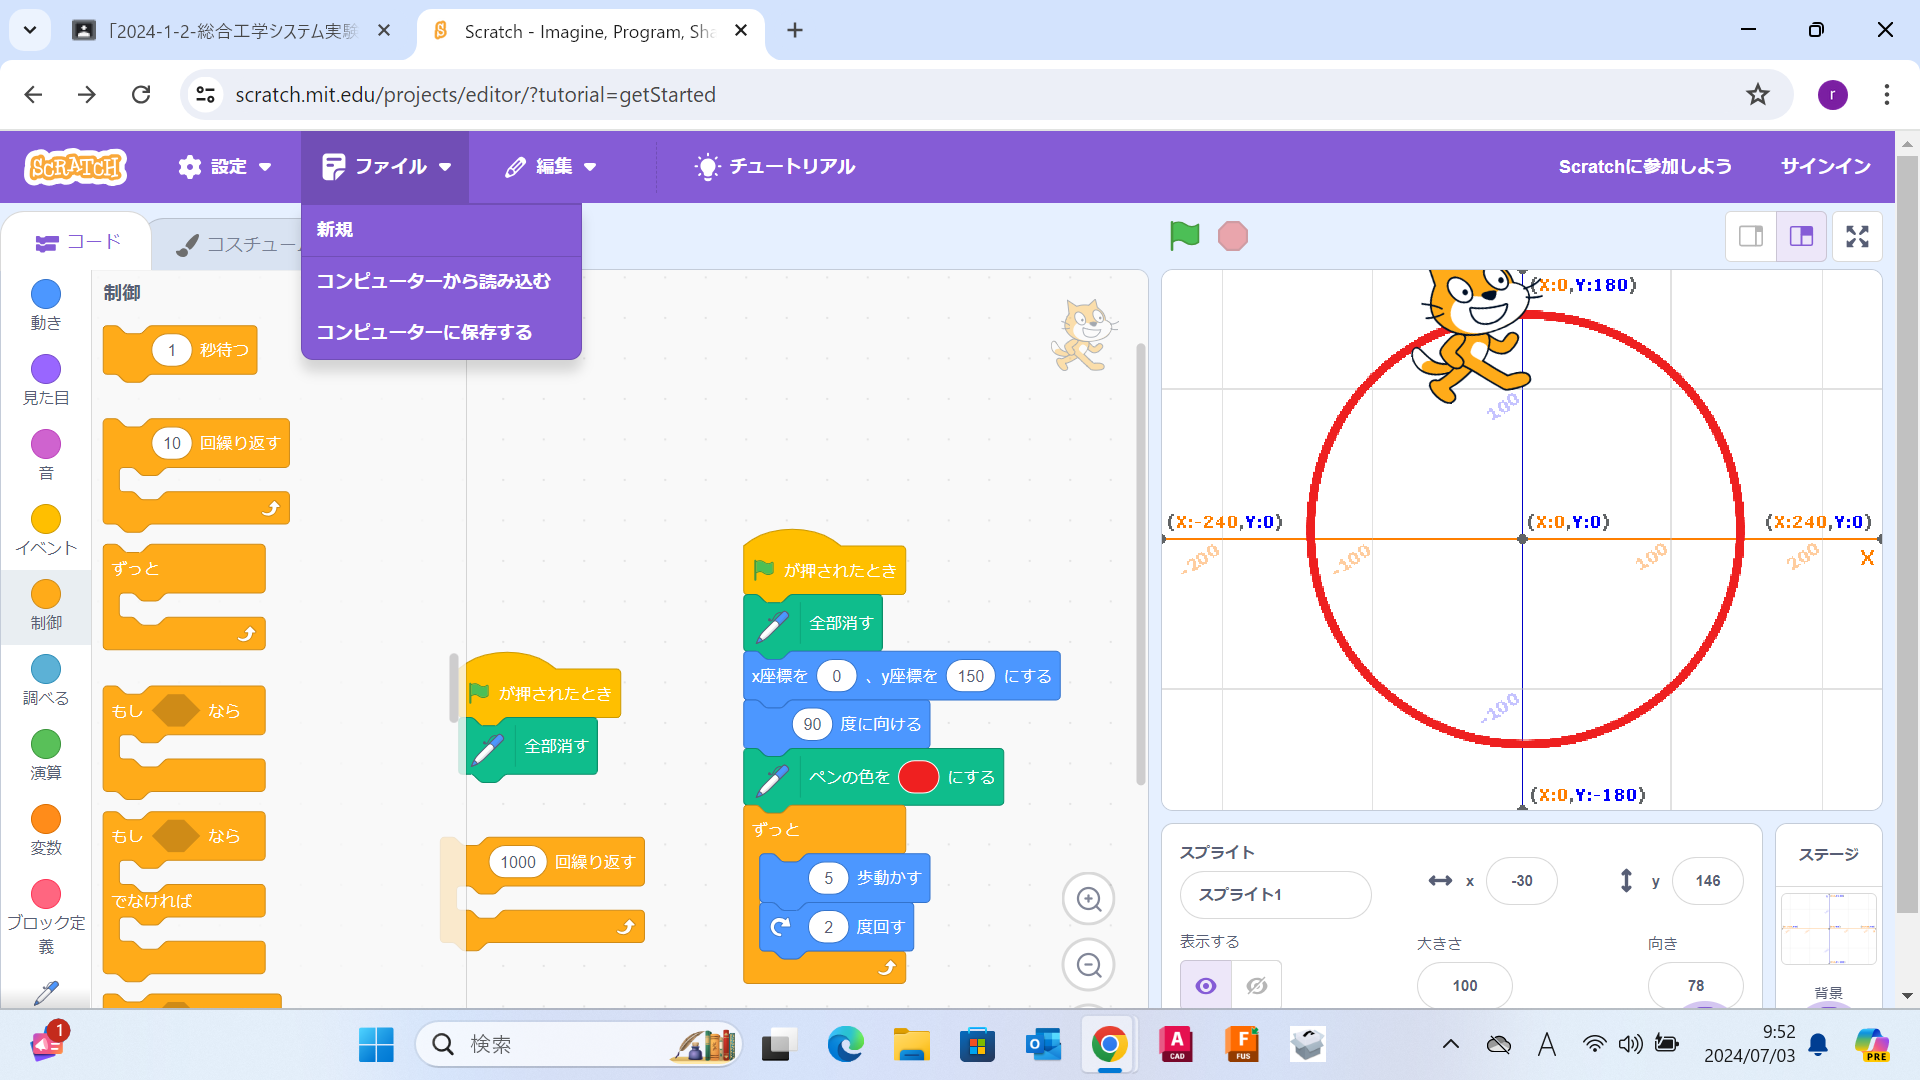 「2024-1-2-総合工学システム実験
Scratch - Imagine, Program, Sha
scratch.mit.edu/projects/editor/?tutorial=getStarted
r
SCRATCH
設定
ファイル
編集
チュートリアル
Scratchに参加しよう
サインイン
新規
コンピューターから読み込む
コンピューターに保存する
コード
コスチューム
動き
見た目
音
イベント
制御
調べる
演算
変数
ブロック定
義
制御
1 秒待つ
10 回繰り返す
ずっと
もし なら
もし なら
でなければ
が押されたとき
全部消す
1000 回繰り返す
が押されたとき
全部消す
x座標を 0 、y座標を 150 にする
90 度に向ける
ペンの色を にする
ずっと
5 歩動かす
2 度回す
(X:0,Y:180)
100
(X:-240,Y:0)
(X:0,Y:0)
(X:240,Y:0)
-200
-100
100
200
X
-100
(X:0,Y:-180)
スプライト
スプライト1
x
-30
y
146
表示する
大きさ
向き
100
78
ステージ
背景
1
検索
CAD
FUS
A
9:52
2024/07/03
PRE